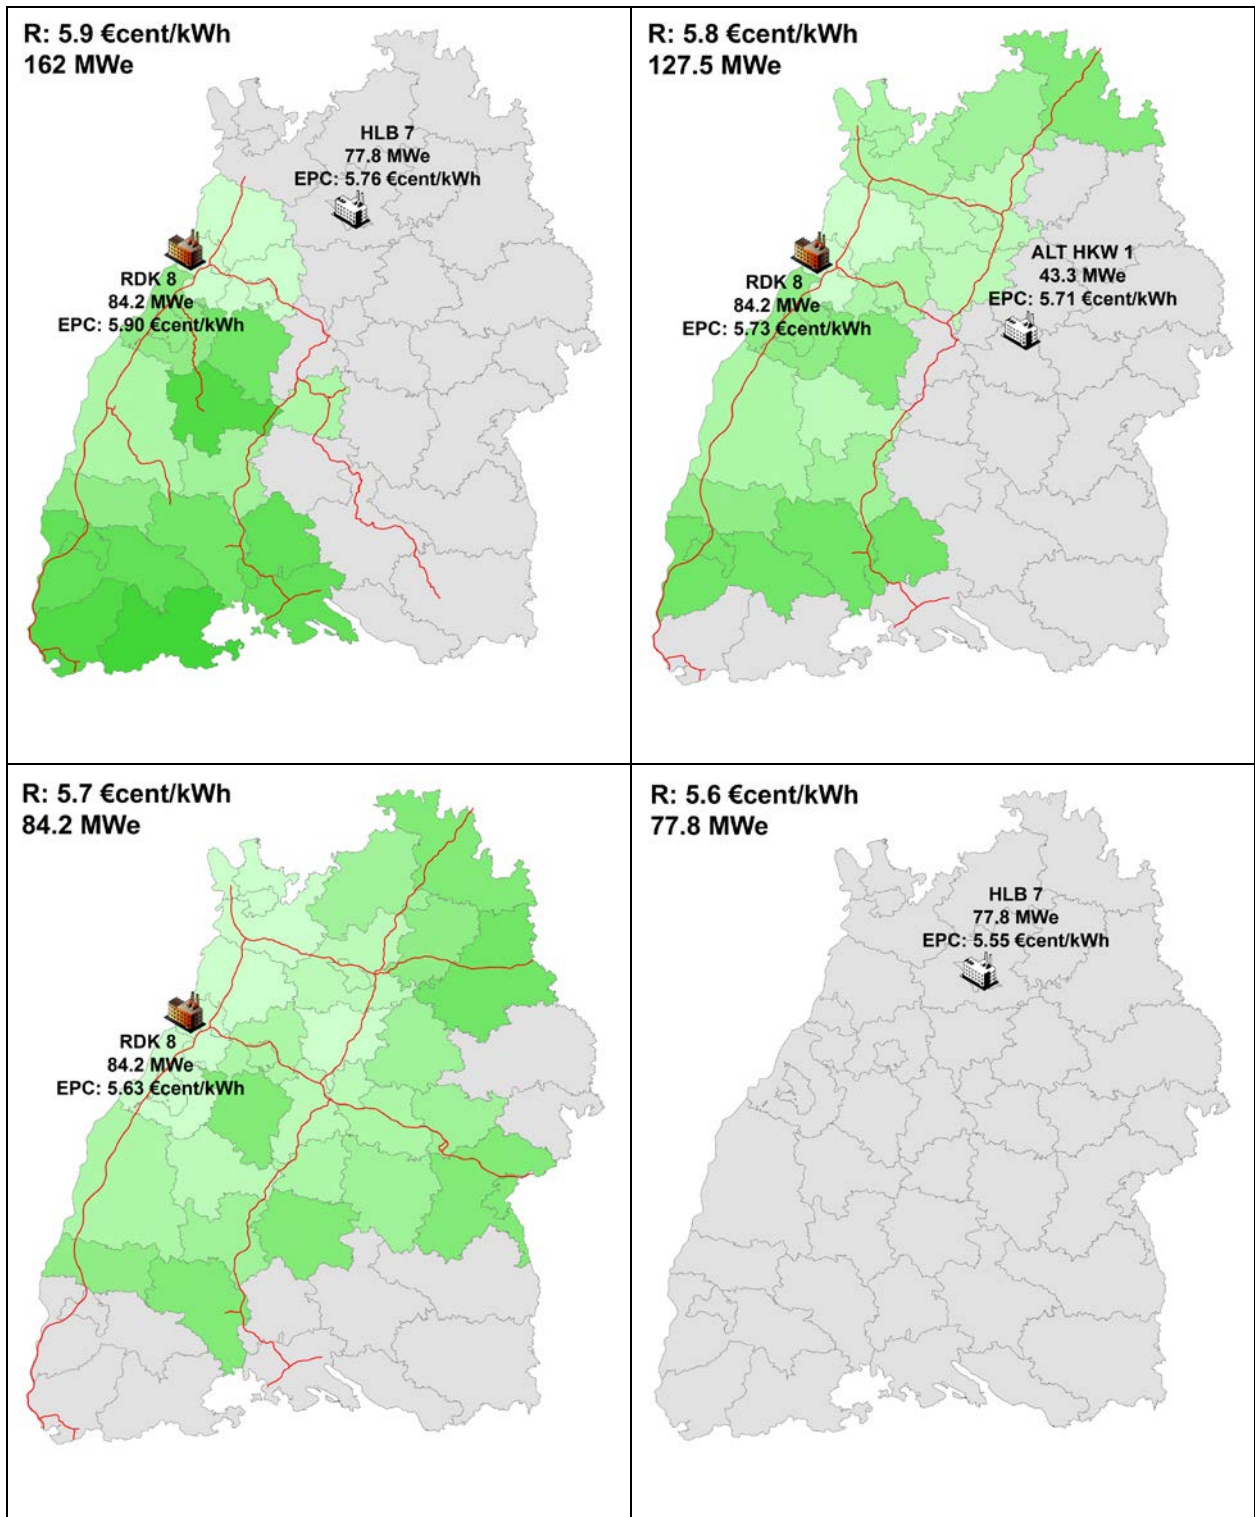 R: 5.9 €cent/kWh
162 MWe
HLB 7
77.8 MWe
EPC: 5.76 €cent/kWh
RDK 8
84.2 MWe
EPC: 5.90 €cent/kWh
R: 5.8 €cent/kWh
127.5 MWe
ALT HKW 1
43.3 MWe
EPC: 5.71 €cent/kWh
RDK 8
84.2 MWe
EPC: 5.73 €cent/kWh
R: 5.7 €cent/kWh
84.2 MWe
RDK 8
84.2 MWe
EPC: 5.63 €cent/kWh
R: 5.6 €cent/kWh
77.8 MWe
HLB 7
77.8 MWe
EPC: 5.55 €cent/kWh